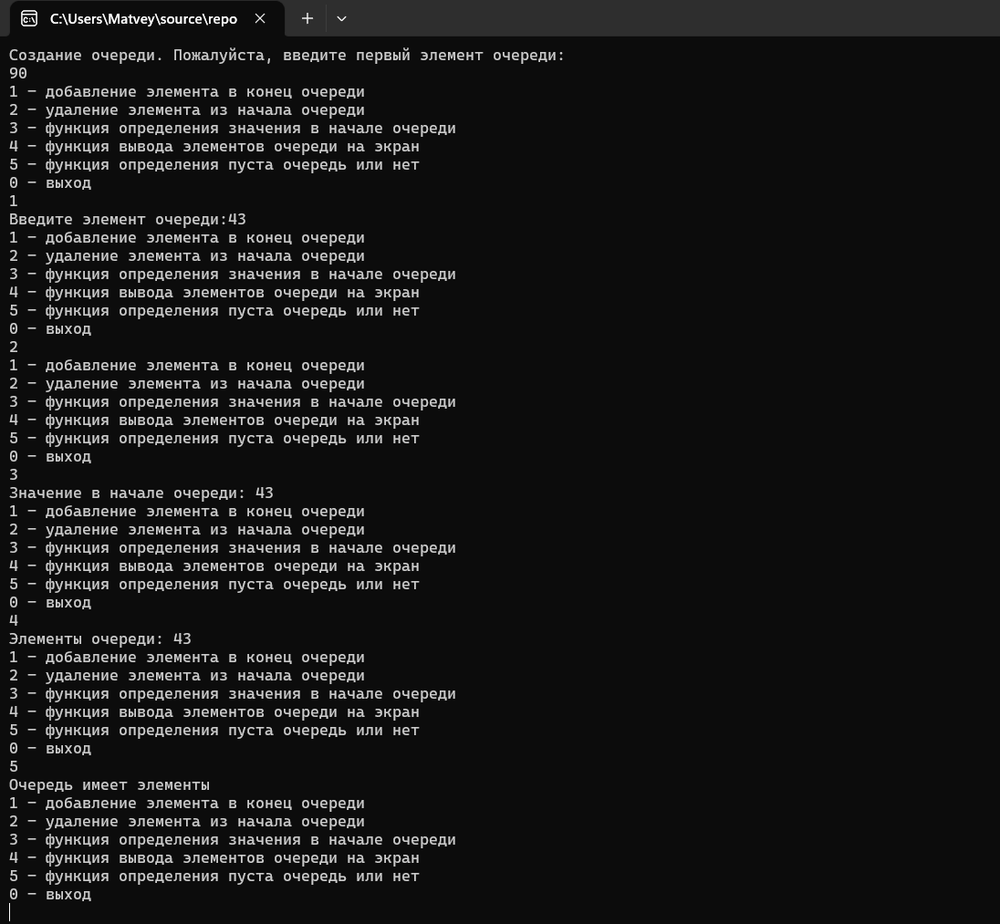 C:\Users\Matvey\source\repo
Создание очереди. Пожалуйста, введите первый элемент очереди:
90
1 - добавление элемента в конец очереди
2 - удаление элемента из начала очереди
3 - функция определения значения в начале очереди
4 - функция вывода элементов очереди на экран
5 - функция определения пуста очередь или нет
0 - выход
1
Введите элемент очереди:43
1 - добавление элемента в конец очереди
2 - удаление элемента из начала очереди
3 - функция определения значения в начале очереди
4 - функция вывода элементов очереди на экран
5 - функция определения пуста очередь или нет
0 - выход
2
1 - добавление элемента в конец очереди
2 - удаление элемента из начала очереди
3 - функция определения значения в начале очереди
4 - функция вывода элементов очереди на экран
5 - функция определения пуста очередь или нет
0 - выход
3
Значение в начале очереди: 43
1 - добавление элемента в конец очереди
2 - удаление элемента из начала очереди
3 - функция определения значения в начале очереди
4 - функция вывода элементов очереди на экран
5 - функция определения пуста очередь или нет
0 - выход
4
Элементы очереди: 43
1 - добавление элемента в конец очереди
2 - удаление элемента из начала очереди
3 - функция определения значения в начале очереди
4 - функция вывода элементов очереди на экран
5 - функция определения пуста очередь или нет
0 - выход
5
Очередь имеет элементы
1 - добавление элемента в конец очереди
2 - удаление элемента из начала очереди
3 - функция определения значения в начале очереди
4 - функция вывода элементов очереди на экран
5 - функция определения пуста очередь или нет
0 - выход